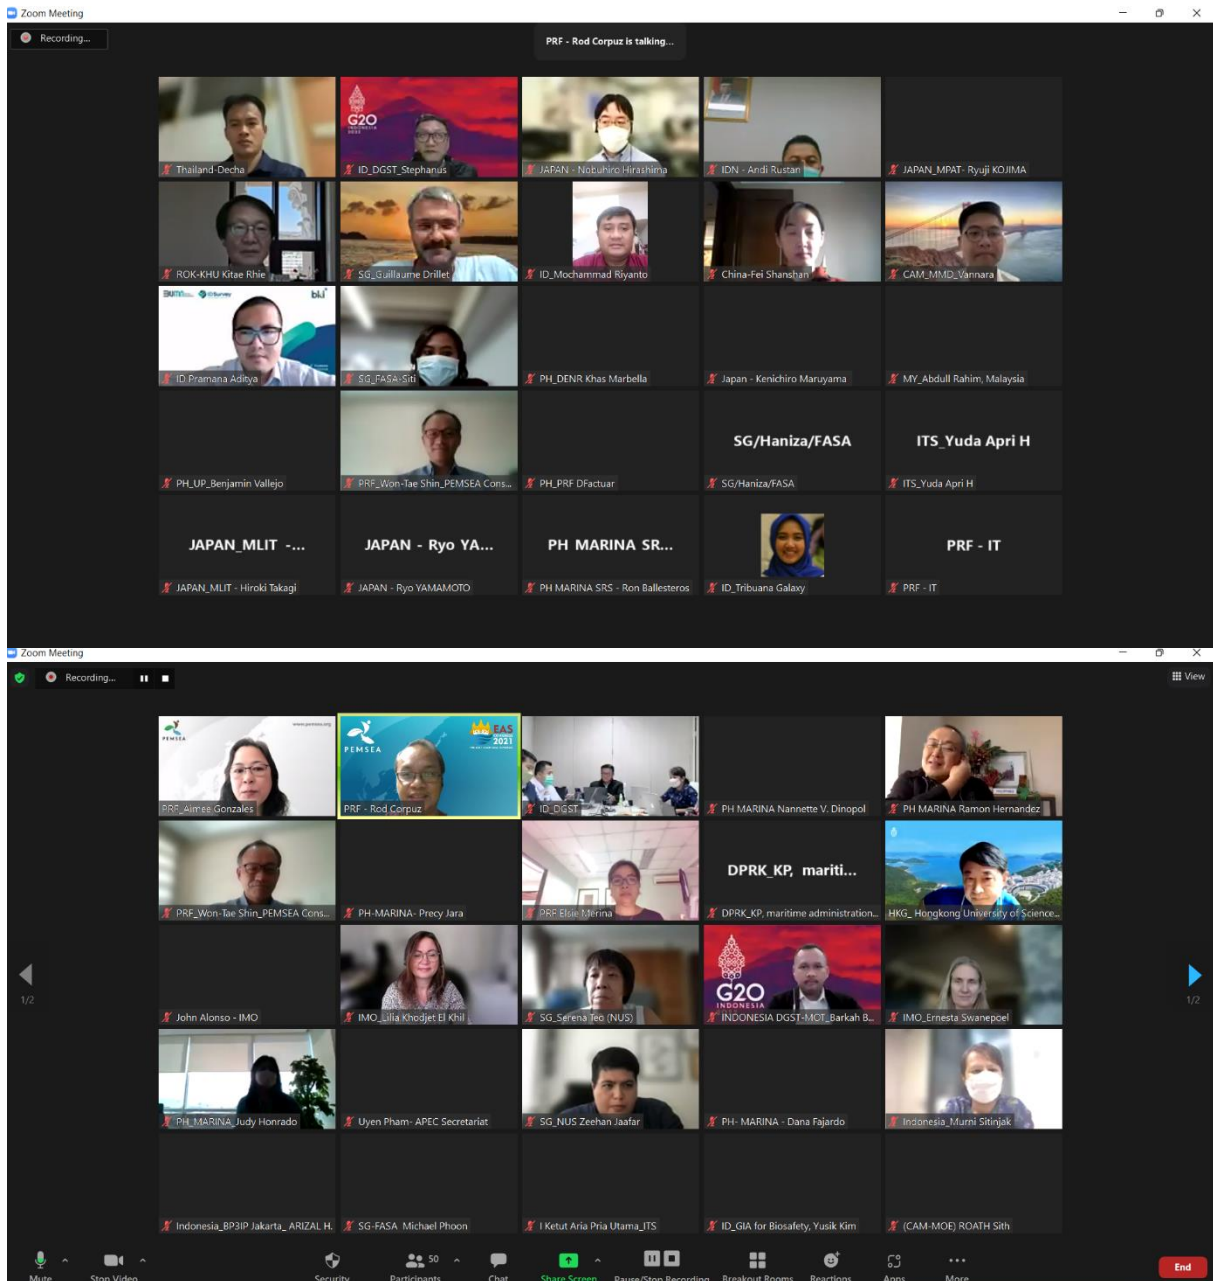 Zoom Meeting
Recording...
PRF - Rod Corpuz is talking...
G20
INDONESIA
Thailand-Decha
ID_DGST_Stephanus
JAPAN - Nobuhiro Hirashima
IDN - Andi Rustan
JAPAN_MPAT- Ryuji KOJIMA
ROK-KHU Kitae Rhie
SG_Guillaume Drillet
ID_Mochammad Riyanto
China-Fei Shanshan
CAM_MMD_Vannara
BUMN
IDSurvey
bki
ID Pramana Aditya
SG_FASA-Siti
PH_DENR Khas Marbella
Japan - Kenichiro Maruyama
MY_Abdull Rahim, Malaysia
SG/Haniza/FASA
ITS_Yuda Apri H
PH_UP_Benjamin Vallejo
PRF_Won-Tae Shin_PEMSEA Cons...
PH_PRF DFactuar
SG/Haniza/FASA
ITS_Yuda Apri H
JAPAN_MLIT -...
JAPAN - Ryo YA...
PH MARINA SR...
PRF - IT
JAPAN_MLIT - Hiroki Takagi
JAPAN - Ryo YAMAMOTO
PH MARINA SRS - Ron Ballesteros
ID_Tribuana Galaxy
PRF - IT
Zoom Meeting
Recording...
View
PEMSEA
www.pemsea.org
PEMSEA
EAS
2021
PRF_Aimee Gonzales
PRF - Rod Corpuz
ID_DGST
PH MARINA Nannette V. Dinopol
PH MARINA Ramon Hernandez
DPRK_KP, mariti...
PRF_Won-Tae Shin_PEMSEA Cons...
PH-MARINA- Precy Jara
PRF Elsie Merina
DPRK_KP, maritime administration...
HKG_ Hongkong University of Science...
G20
INDONESIA
1/2
1/2
John Alonso - IMO
IMO_Lilia Khodjet El Khil
SG_Serena Teo (NUS)
INDONESIA DGST-MOT_Barkah B...
IMO_Ernesta Swanepoel
PH_MARINA_Judy Honrado
Uyen Pham- APEC Secretariat
SG_NUS Zeehan Jaafar
PH- MARINA - Dana Fajardo
Indonesia_Murni Sitinjak
Indonesia_BP3IP Jakarta_ ARIZAL H.
SG-FASA Michael Phoon
I Ketut Aria Pria Utama_ITS
ID_GIA for Biosafety, Yusik Kim
(CAM-MOE) ROATH Sith
50
Mute
Stop Video
Security
Participants
Chat
Share Screen
Pause/Stop Recording
Breakout Rooms
Reactions
Apps
More
End